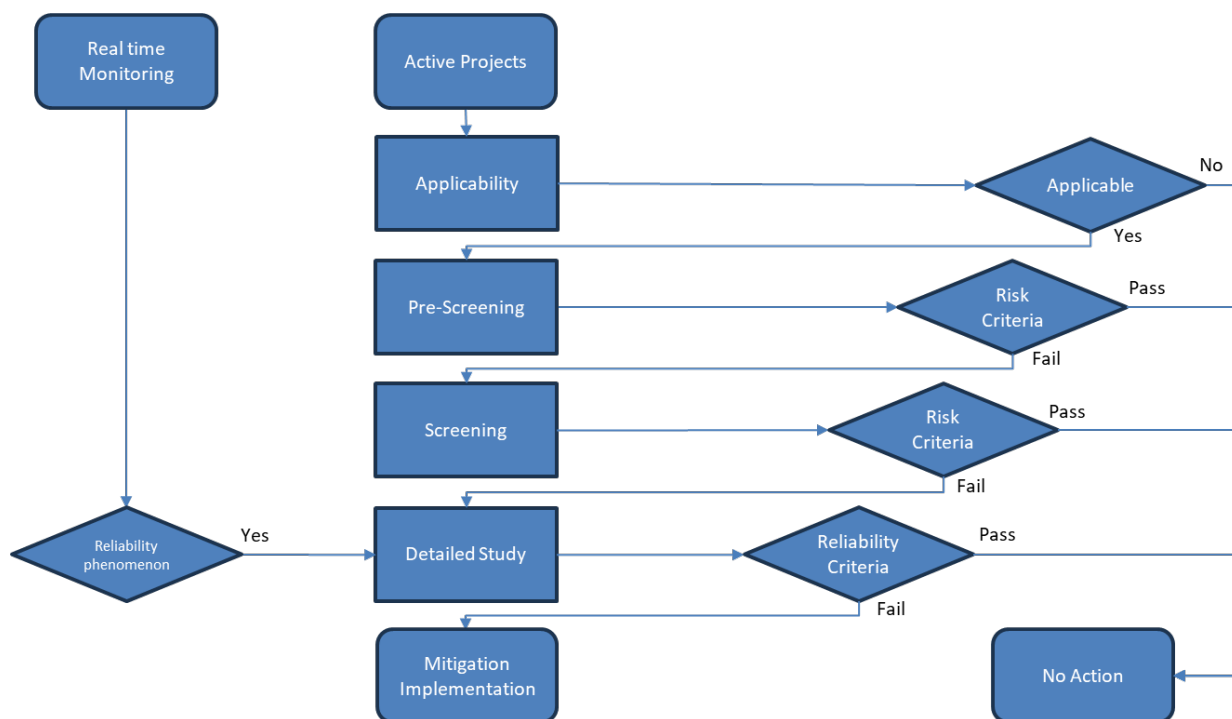 Real time
Monitoring
Active Projects
Applicability
Applicable
No
Yes
Pre-Screening
Risk
Criteria
Pass
Fail
Screening
Risk
Criteria
Pass
Fail
Reliability
phenomenon
Yes
Detailed Study
Reliability
Criteria
Pass
Fail
Mitigation
Implementation
No Action